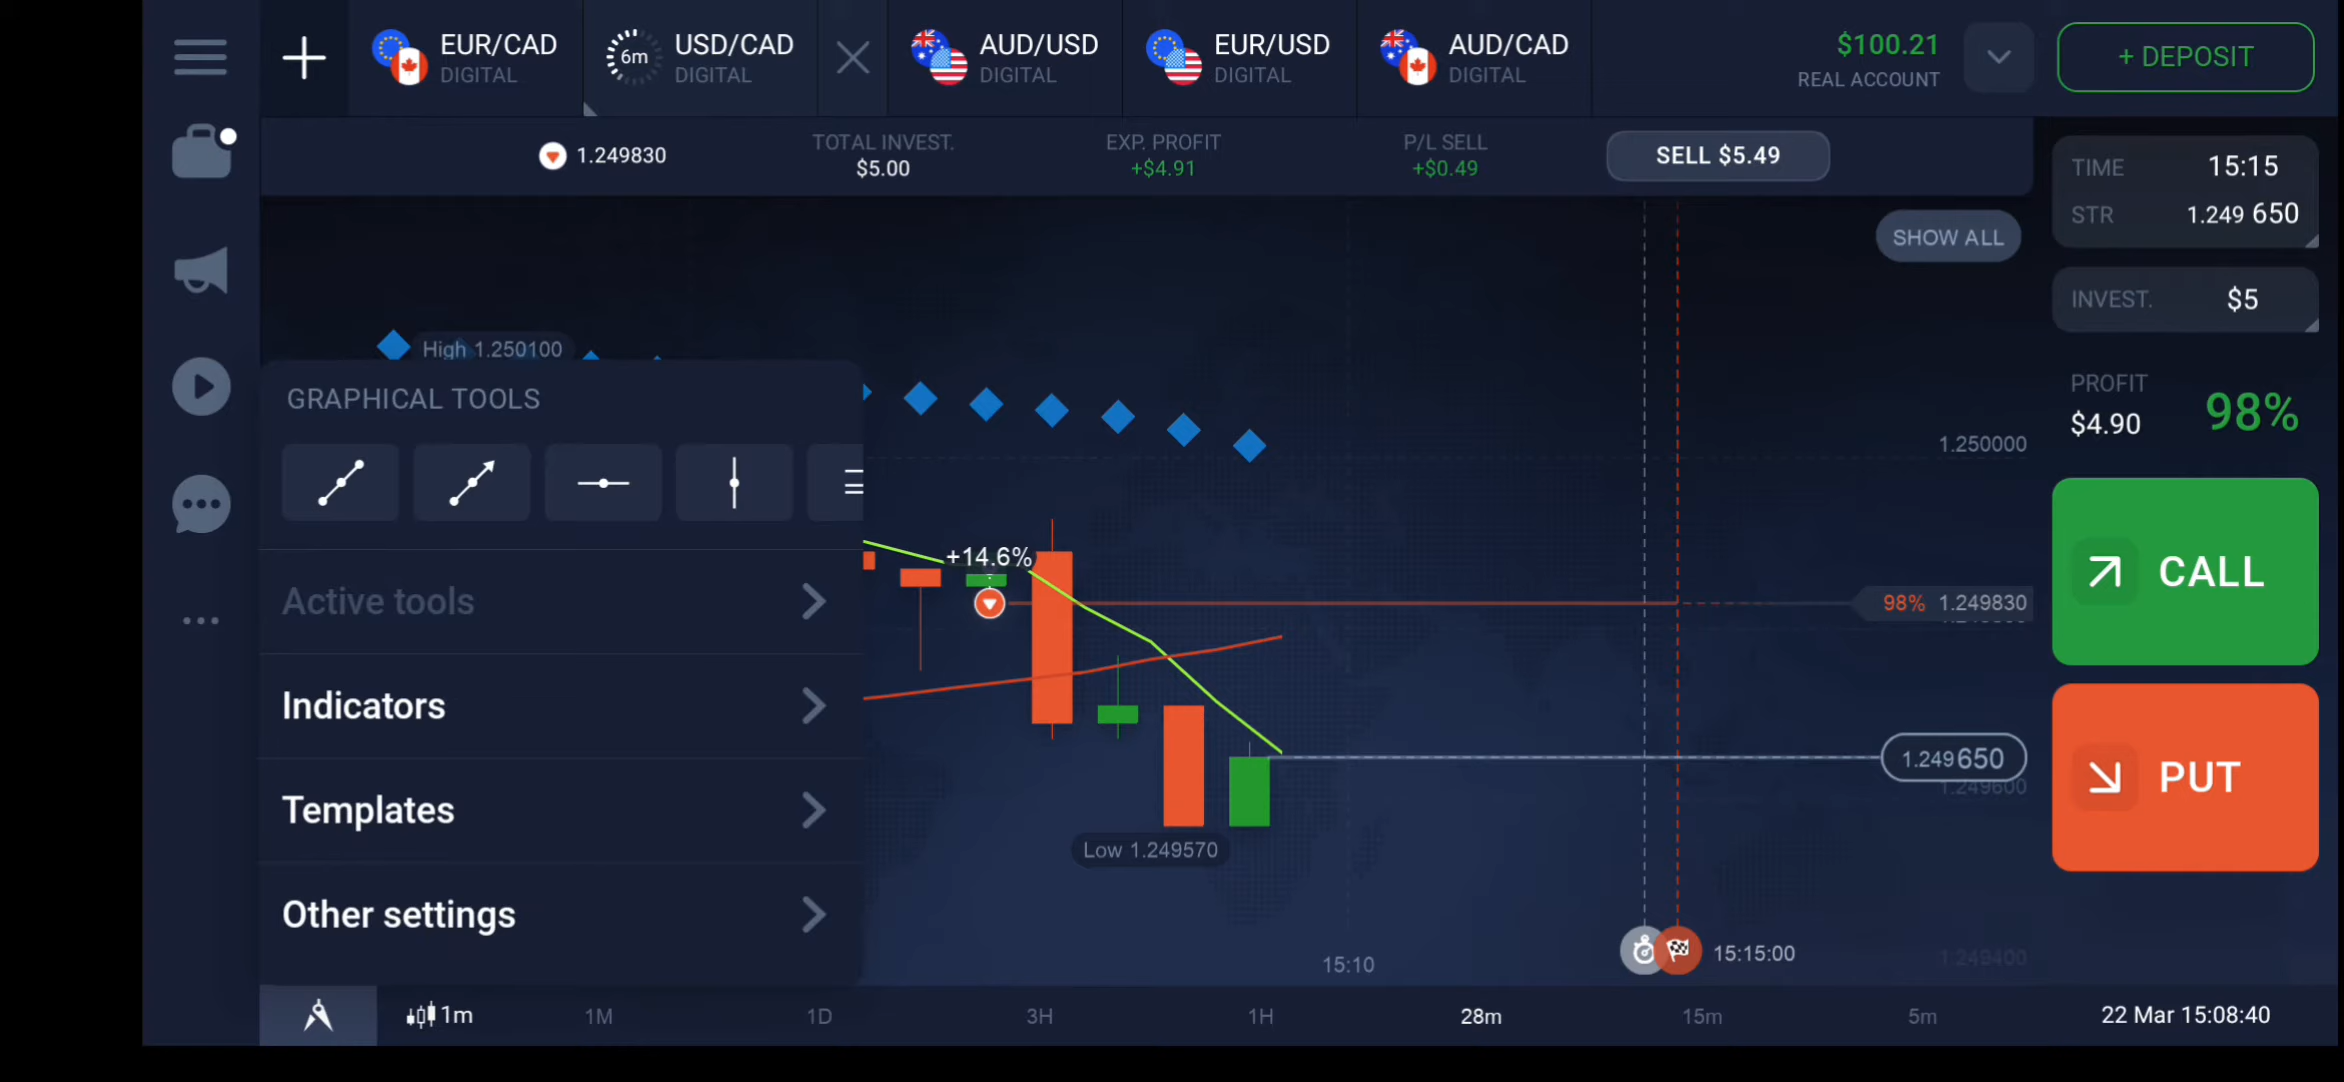 EUR/CAD
DIGITAL
6m
USD/CAD
DIGITAL
AUD/USD
DIGITAL
EUR/USD
DIGITAL
AUD/CAD
DIGITAL
$100.21
REAL ACCOUNT
+ DEPOSIT
1.249830
TOTAL INVEST.
$5.00
EXP. PROFIT
+$4.91
P/L SELL
+$0.49
SELL $5.49
TIME 15:15
STR 1.249 650
SHOW ALL
INVEST. $5
High 1.250100
GRAPHICAL TOOLS
PROFIT
$4.90
98%
1.250000
+14.6%
Active tools
98% 1.249830
CALL
Indicators
1.249650
1.249600
PUT
Templates
Low 1.249570
Other settings
15:10
15:15:00
1.249400
1m
1M
1D
3H
1H
28m
15m
5m
22 Mar 15:08:40